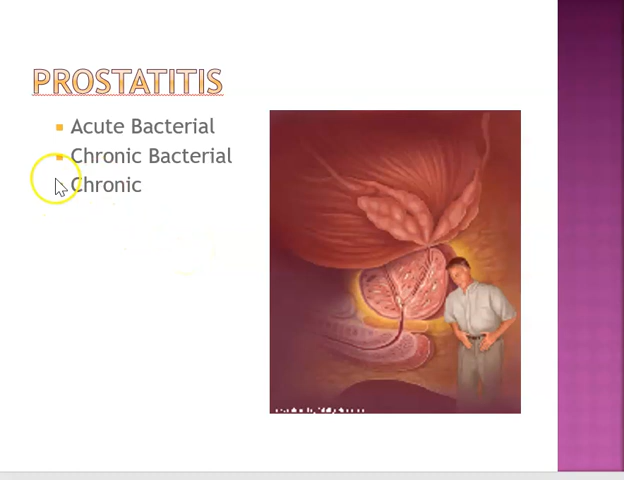 PROSTATITIS
Acute Bacterial
Chronic Bacterial
Chronic